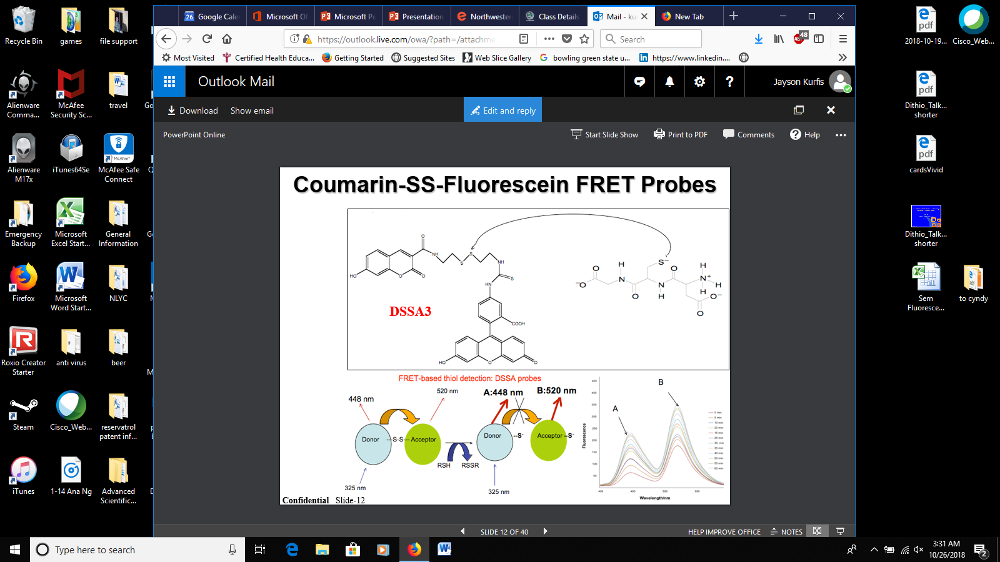 Recycle Bin
games
file support
Alienware Comma...
McAfee Security Sc...
travel
Go
Alienware M17x
iTunes64Se
McAfee Safe Connect
Emergency Backup
Microsoft Excel Start...
General Information
Firefox
Microsoft Word Start...
NLYC
Roxio Creator Starter
anti virus
beer
Steam
Cisco_Web...
reservatrol patent inf...
iTunes
1-14 Ana Ng
Advanced Scientific...
26 Google Cale
Microsoft Of
Microsoft Po
Presentation
Northwester
Class Details
Mail - ku
New Tab
https://outlook.live.com/owa/?path=/attachme
Search
48
Most Visited
Certified Health Educa...
Getting Started
Suggested Sites
Web Slice Gallery
bowling green state u...
https://www.linkedin....
Outlook Mail
Jayson Kurfis
Download
Show email
Edit and reply
PowerPoint Online
Start Slide Show
Print to PDF
Comments
Help
Coumarin-SS-Fluorescein FRET Probes
DSSA3
HO
O
O
O
NH
S
S
NH
S
HN
COOH
HO
O
O
S⁻
O
⁻O
H
N
O
O
N
H
H
N⁺
H
H
O⁻
O
FRET-based thiol detection: DSSA probes
448 nm
520 nm
A:448 nm
B:520 nm
Donor
---S-S---
Acceptor
Donor
--S⁻
Acceptor
--S⁻
RSH
RSSR
325 nm
325 nm
A
B
Fluorescence
Wavelength/nm
Confidential Slide-12
SLIDE 12 OF 40
HELP IMPROVE OFFICE
NOTES
2018-10-19...
Cisco_Web...
Dithio_Talk... shorter
cardsVivid
Dithio_Talk... shorter
Sem Fluoresce...
to cyndy
Type here to search
3:31 AM
10/26/2018
2